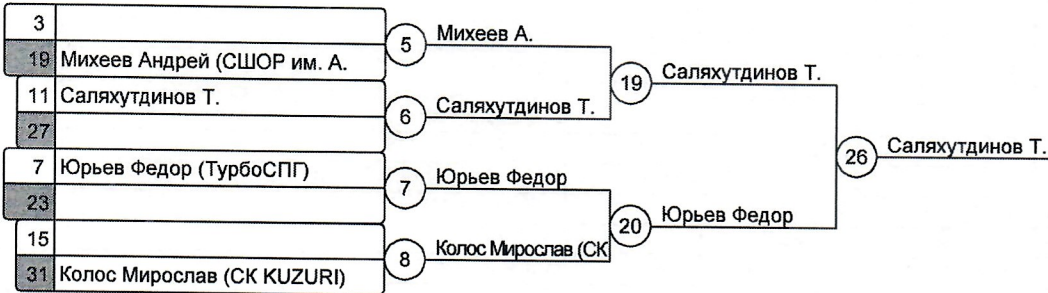 3
19 Михеев Андрей (СШОР им. А.
11 Саляхутдинов Т.
27
7 Юрьев Федор (ТурбоСПГ)
23
15
31 Колос Мирослав (СК KUZURI)
5 Михеев А.
6 Саляхутдинов Т.
7 Юрьев Федор
8 Колос Мирослав (СК
19 Саляхутдинов Т.
20 Юрьев Федор
26 Саляхутдинов Т.